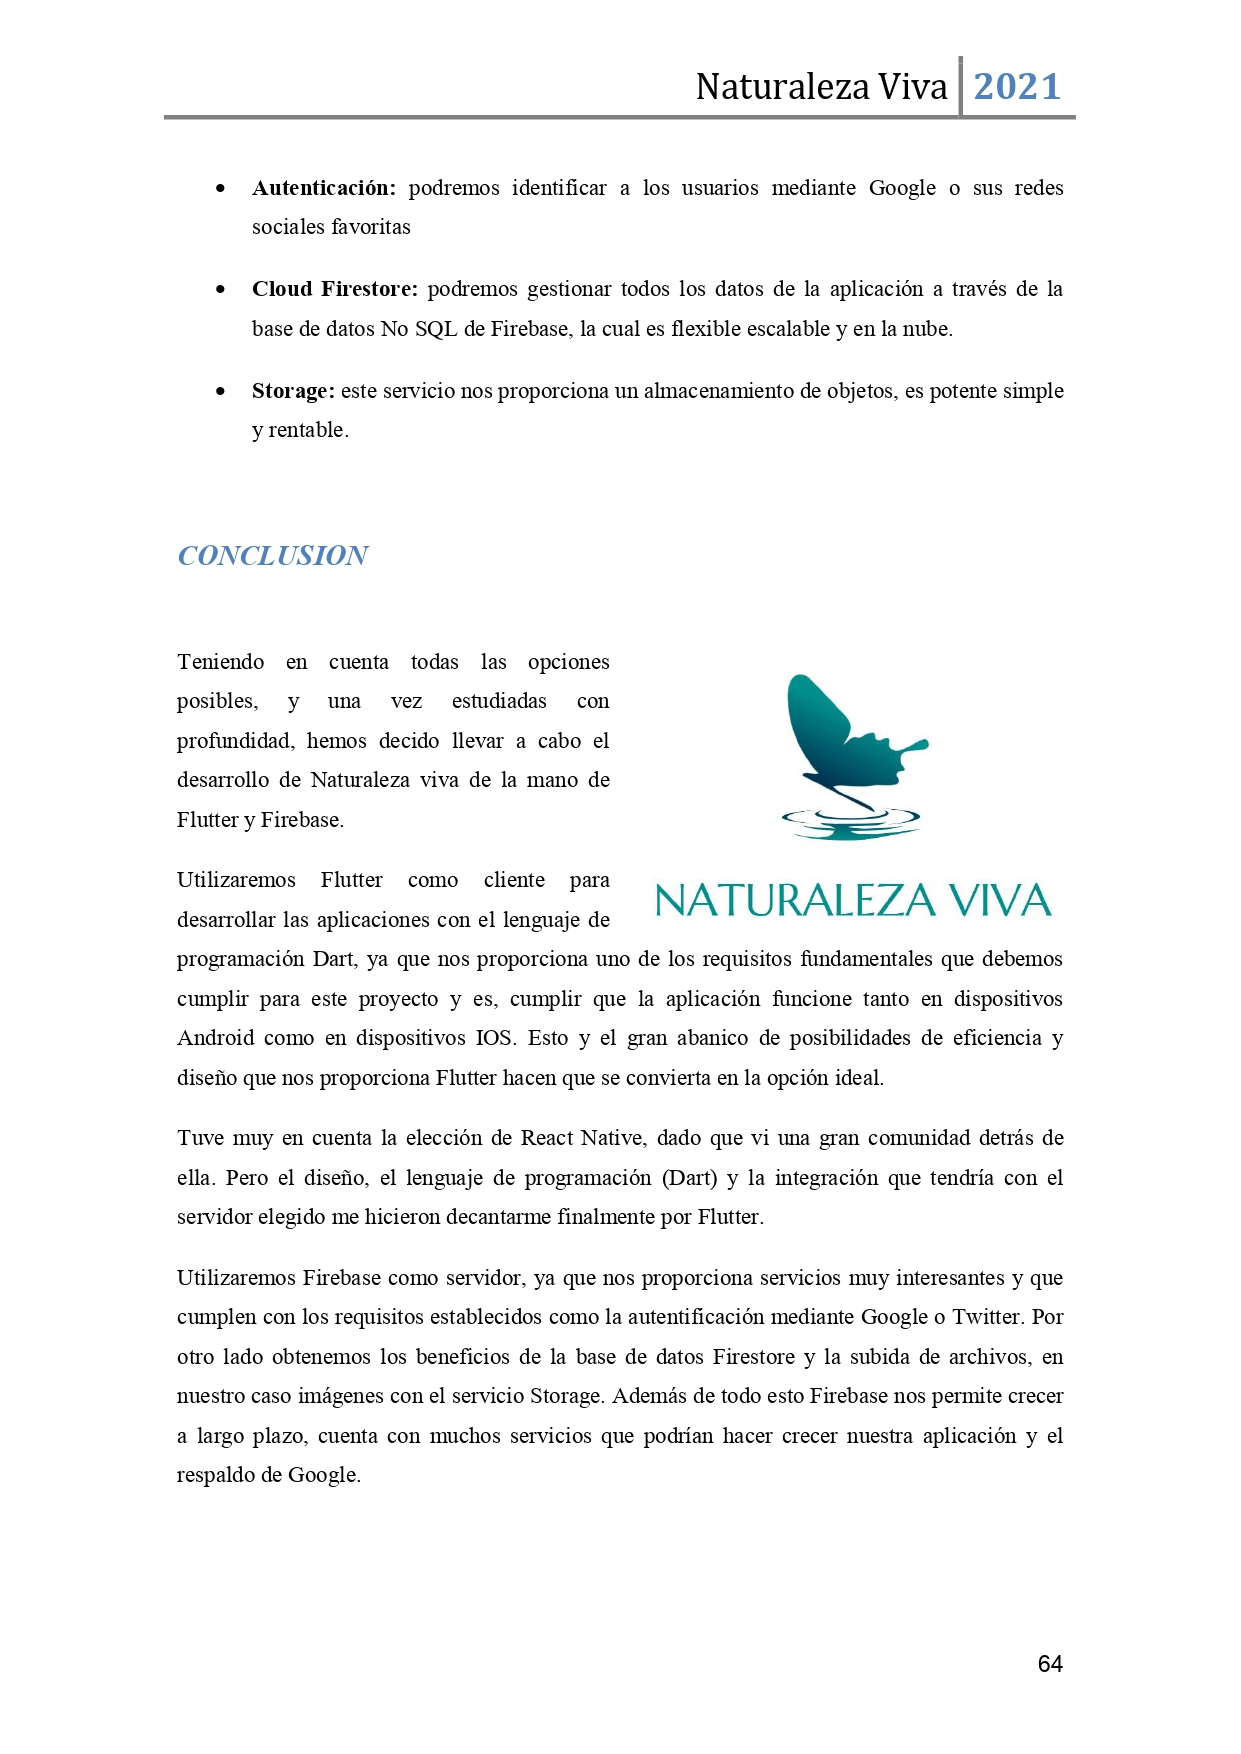 Naturaleza Viva 2021
• Autenticación: podremos identificar a los usuarios mediante Google o sus redes
sociales favoritas
• Cloud Firestore: podremos gestionar todos los datos de la aplicación a través de la
base de datos No SQL de Firebase, la cual es flexible escalable y en la nube.
• Storage: este servicio nos proporciona un almacenamiento de objetos, es potente simple
y rentable.
CONCLUSION
Teniendo en cuenta todas las opciones
posibles, y una vez estudiadas con
profundidad, hemos decido llevar a cabo el
desarrollo de Naturaleza viva de la mano de
Flutter y Firebase.
NATURALEZA VIVA
Utilizaremos Flutter como cliente para
desarrollar las aplicaciones con el lenguaje de
programación Dart, ya que nos proporciona uno de los requisitos fundamentales que debemos
cumplir para este proyecto y es, cumplir que la aplicación funcione tanto en dispositivos
Android como en dispositivos IOS. Esto y el gran abanico de posibilidades de eficiencia y
diseño que nos proporciona Flutter hacen que se convierta en la opción ideal.
Tuve muy en cuenta la elección de React Native, dado que vi una gran comunidad detrás de
ella. Pero el diseño, el lenguaje de programación (Dart) y la integración que tendría con el
servidor elegido me hicieron decantarme finalmente por Flutter.
Utilizaremos Firebase como servidor, ya que nos proporciona servicios muy interesantes y que
cumplen con los requisitos establecidos como la autentificación mediante Google o Twitter. Por
otro lado obtenemos los beneficios de la base de datos Firestore y la subida de archivos, en
nuestro caso imágenes con el servicio Storage. Además de todo esto Firebase nos permite crecer
a largo plazo, cuenta con muchos servicios que podrían hacer crecer nuestra aplicación y el
respaldo de Google.
64